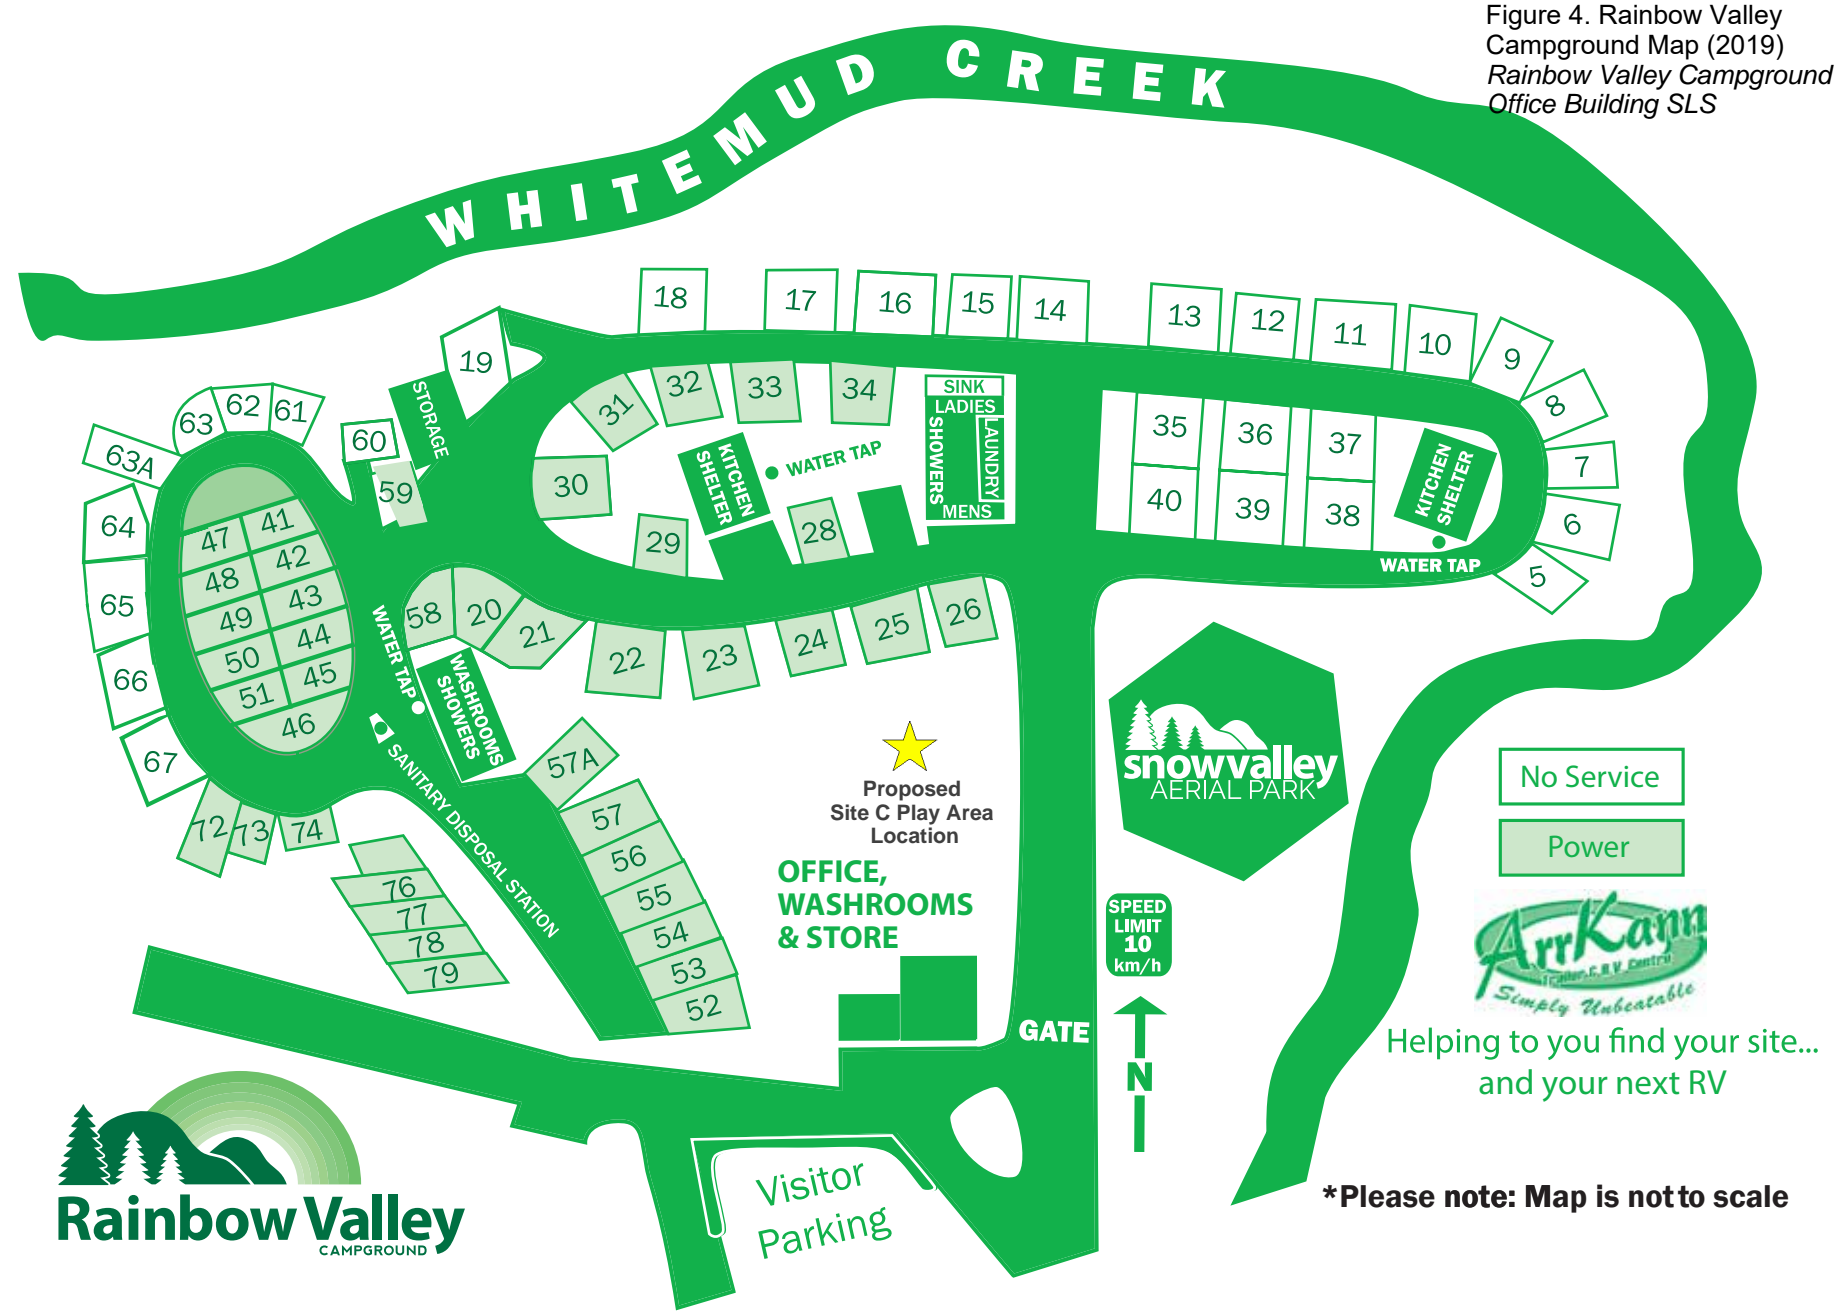 Figure 4. Rainbow Valley
Campground Map (2019)
Rainbow Valley Campground
Office Building SLS
WHITEMUD CREEK
18
17
16
15
14
13
12
11
10
9
8
7
6
5
19
STORAGE
31
32
33
34
SINK
LADIES
SHOWERS
LAUNDRY
MENS
35
36
37
40
39
38
KITCHEN
SHELTER
WATER TAP
63
62
61
60
59
63A
64
65
66
67
30
29
28
KITCHEN
SHELTER
WATER TAP
47
41
48
42
49
43
50
44
51
45
46
58
20
21
22
23
24
25
26
WATER TAP
WASHROOMS
SHOWERS
SANITARY DISPOSAL STATION
72
73
74
76
77
78
79
57A
57
56
55
54
53
52
Proposed
Site C Play Area
Location
OFFICE,
WASHROOMS
& STORE
snowvalley
AERIAL PARK
SPEED
LIMIT
10
km/h
GATE
N
No Service
Power
ArrKann
Trailer & R V Centre
Simply Unbeatable
Helping to you find your site...
and your next RV
Visitor
Parking
Rainbow Valley
CAMPGROUND
*Please note: Map is not to scale